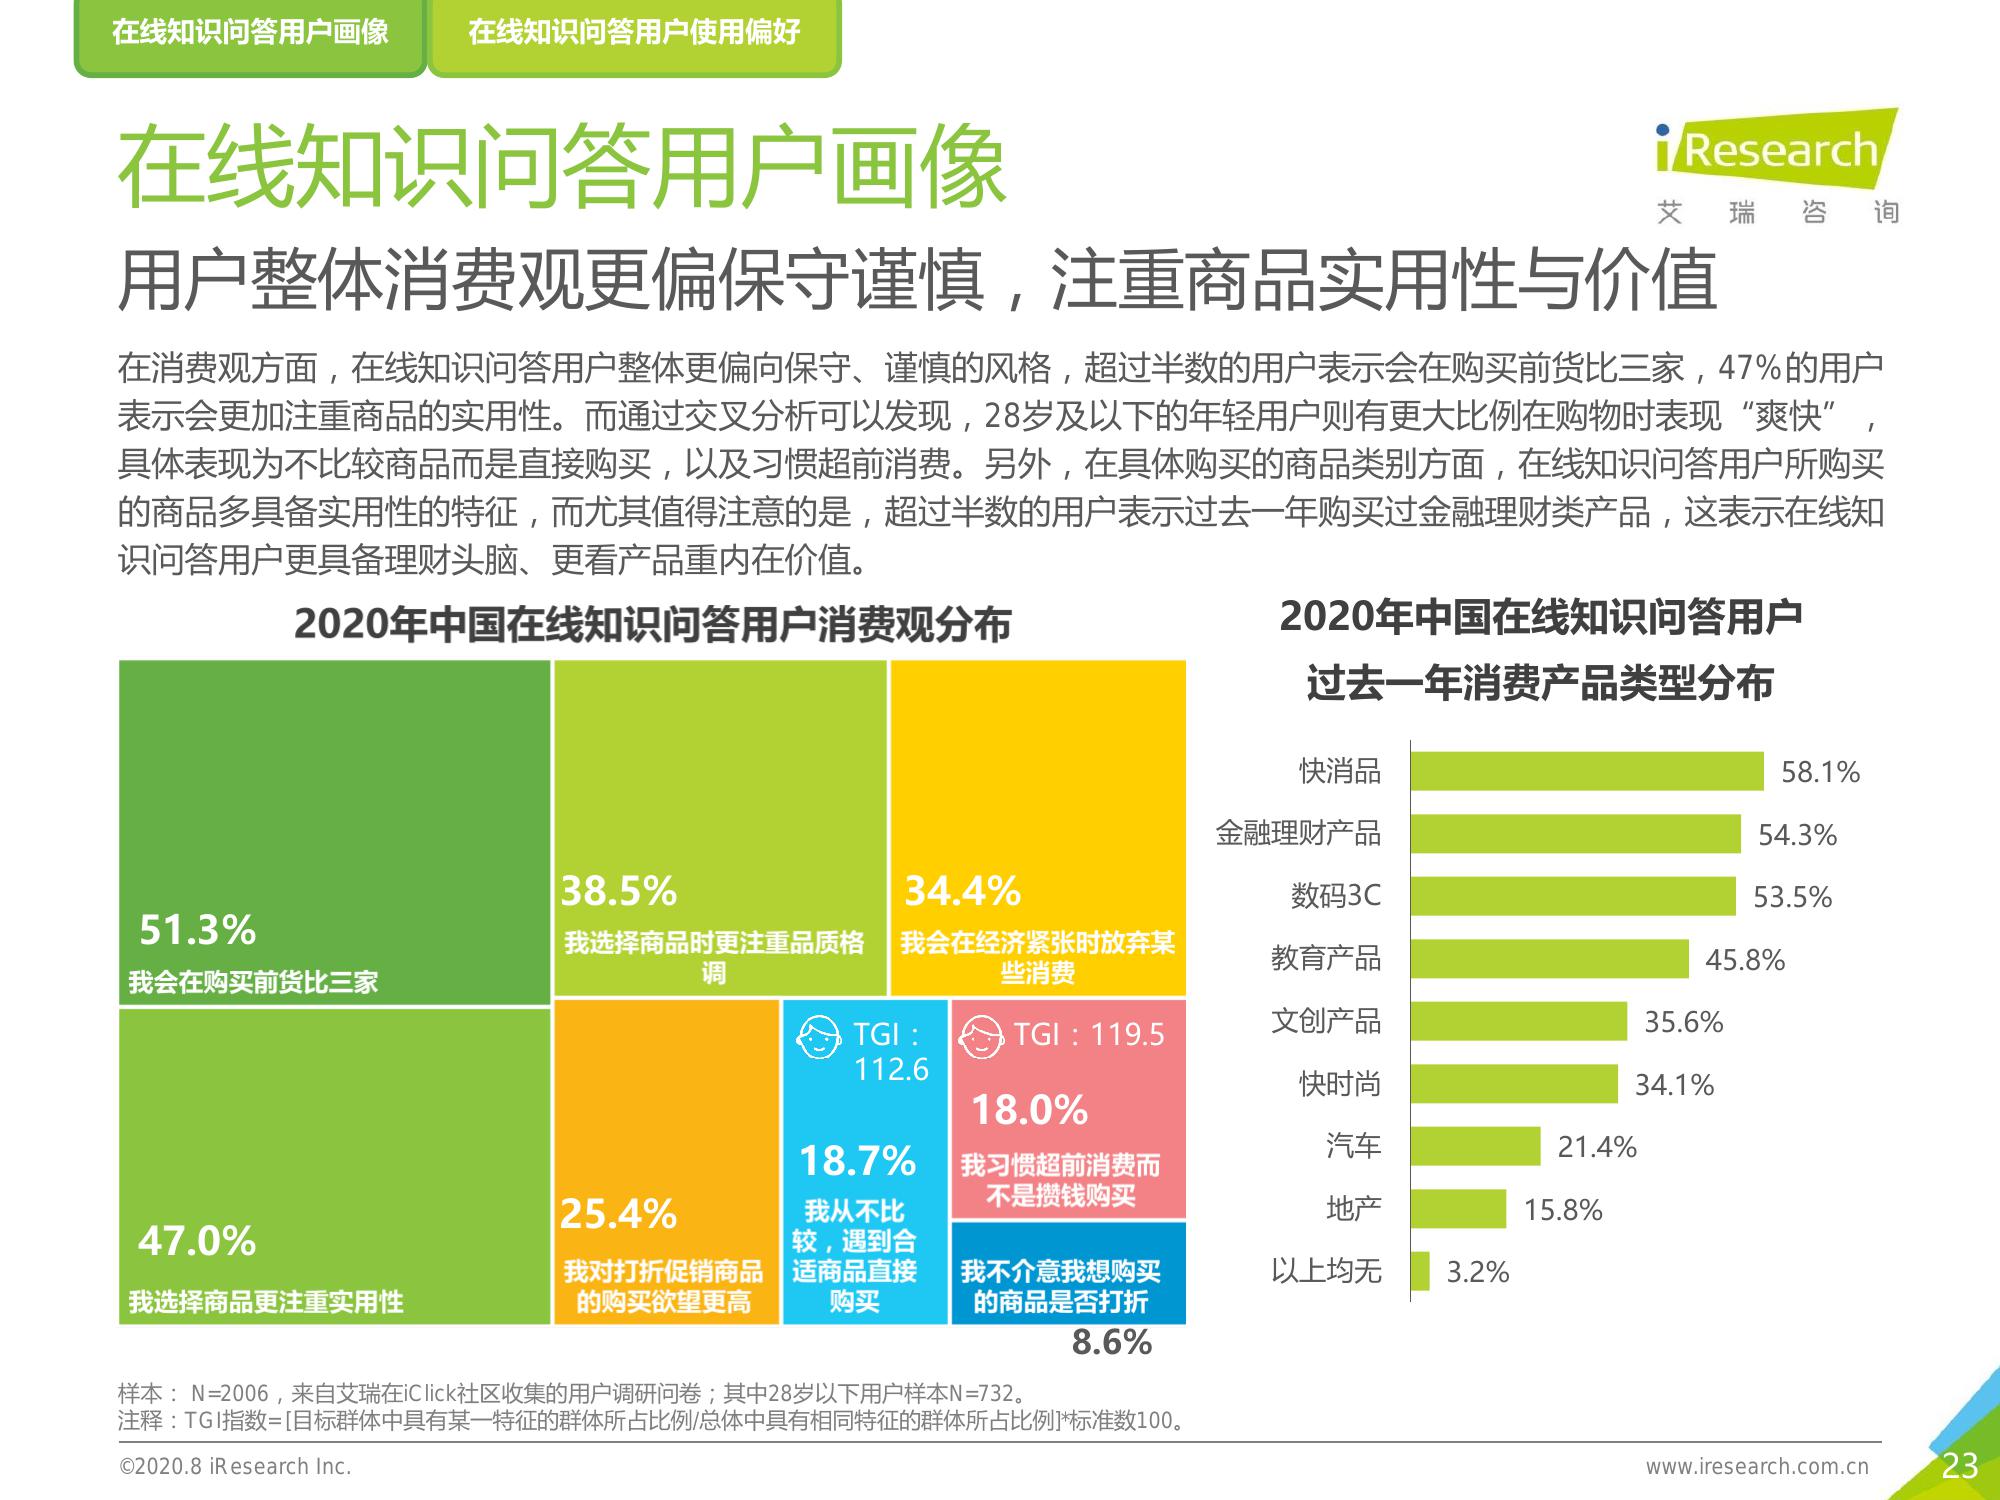 在线知识问答用户画像
在线知识问答用户使用偏好
在线知识问答用户画像
iResearch
艾瑞咨询
用户整体消费观更偏保守谨慎，注重商品实用性与价值
在消费观方面，在线知识问答用户整体更偏向保守、谨慎的风格，超过半数的用户表示会在购买前货比三家，47%的用户
表示会更加注重商品的实用性。而通过交叉分析可以发现，28岁及以下的年轻用户则有更大比例在购物时表现“爽快”，
具体表现为不比较商品而是直接购买，以及习惯超前消费。另外，在具体购买的商品类别方面，在线知识问答用户所购买
的商品多具备实用性的特征，而尤其值得注意的是，超过半数的用户表示过去一年购买过金融理财类产品，这表示在线知
识问答用户更具备理财头脑、更看产品重内在价值。
2020年中国在线知识问答用户消费观分布
51.3%
我会在购买前货比三家
38.5%
我选择商品时更注重品质格
调
34.4%
我会在经济紧张时放弃某
些消费
47.0%
我选择商品更注重实用性
25.4%
我对打折促销商品
的购买欲望更高
TGI：
112.6
18.7%
我从不比
较，遇到合
适商品直接
购买
TGI：119.5
18.0%
我习惯超前消费而
不是攒钱购买
我不介意我想购买
的商品是否打折
8.6%
2020年中国在线知识问答用户
过去一年消费产品类型分布
快消品 58.1%
金融理财产品 54.3%
数码3C 53.5%
教育产品 45.8%
文创产品 35.6%
快时尚 34.1%
汽车 21.4%
地产 15.8%
以上均无 3.2%
样本： N=2006，来自艾瑞在iClick社区收集的用户调研问卷；其中28岁以下用户样本N=732。
注释：TGI指数=[目标群体中具有某一特征的群体所占比例/总体中具有相同特征的群体所占比例]*标准数100。
©2020.8 iResearch Inc.
www.iresearch.com.cn
23